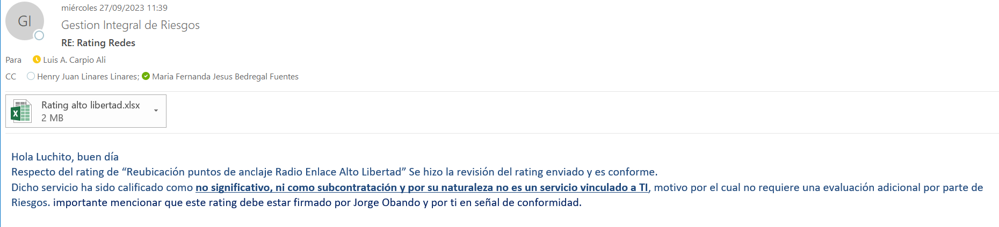 GI
miércoles 27/09/2023 11:39
Gestion Integral de Riesgos
RE: Rating Redes
Para Luis A. Carpio Ali
CC Henry Juan Linares Linares; Maria Fernanda Jesus Bedregal Fuentes
Rating alto libertad.xlsx
2 MB
Hola Luchito, buen día
Respecto del rating de “Reubicación puntos de anclaje Radio Enlace Alto Libertad” Se hizo la revisión del rating enviado y es conforme.
Dicho servicio ha sido calificado como no significativo, ni como subcontratación y por su naturaleza no es un servicio vinculado a TI, motivo por el cual no requiere una evaluación adicional por parte de
Riesgos. importante mencionar que este rating debe estar firmado por Jorge Obando y por ti en señal de conformidad.